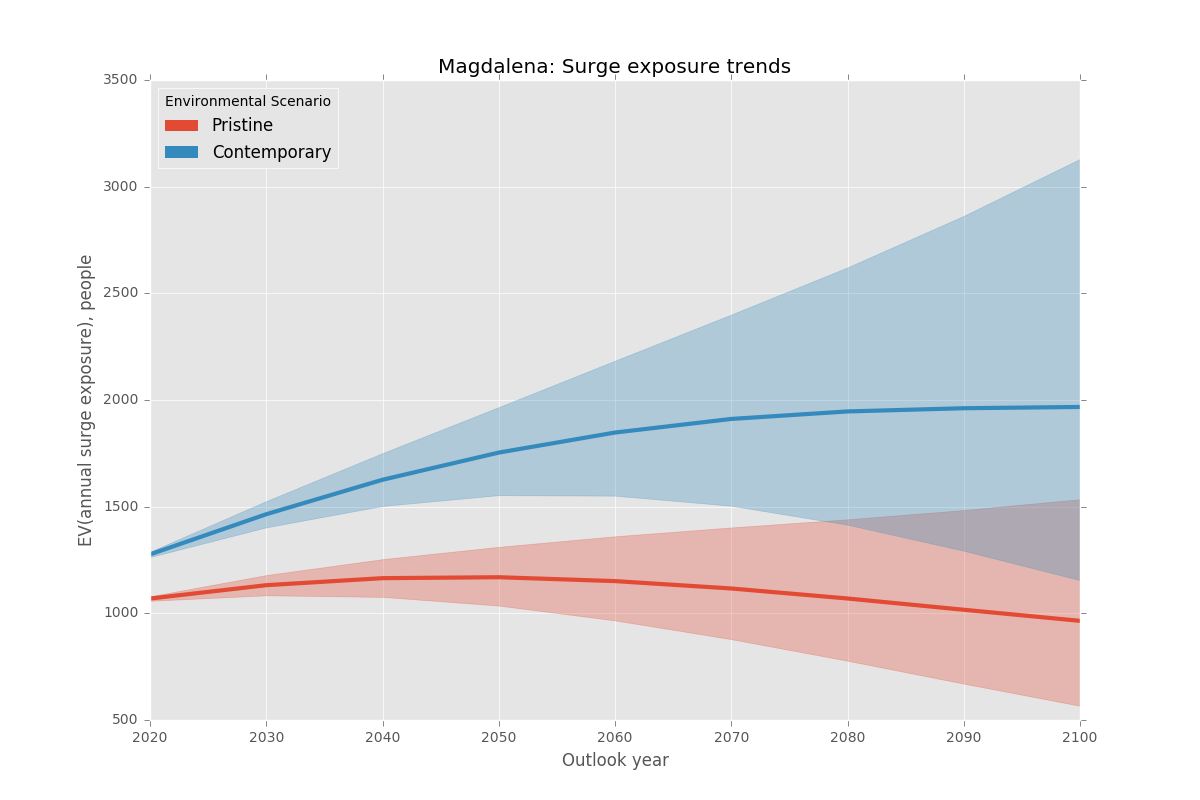 Magdalena: Surge exposure trends
3500
3000
2500
2000
1500
1000
500
EV(annual surge exposure), people
Environmental Scenario
Pristine
Contemporary
2020 2030 2040 2050 2060 2070 2080 2090 2100
Outlook year